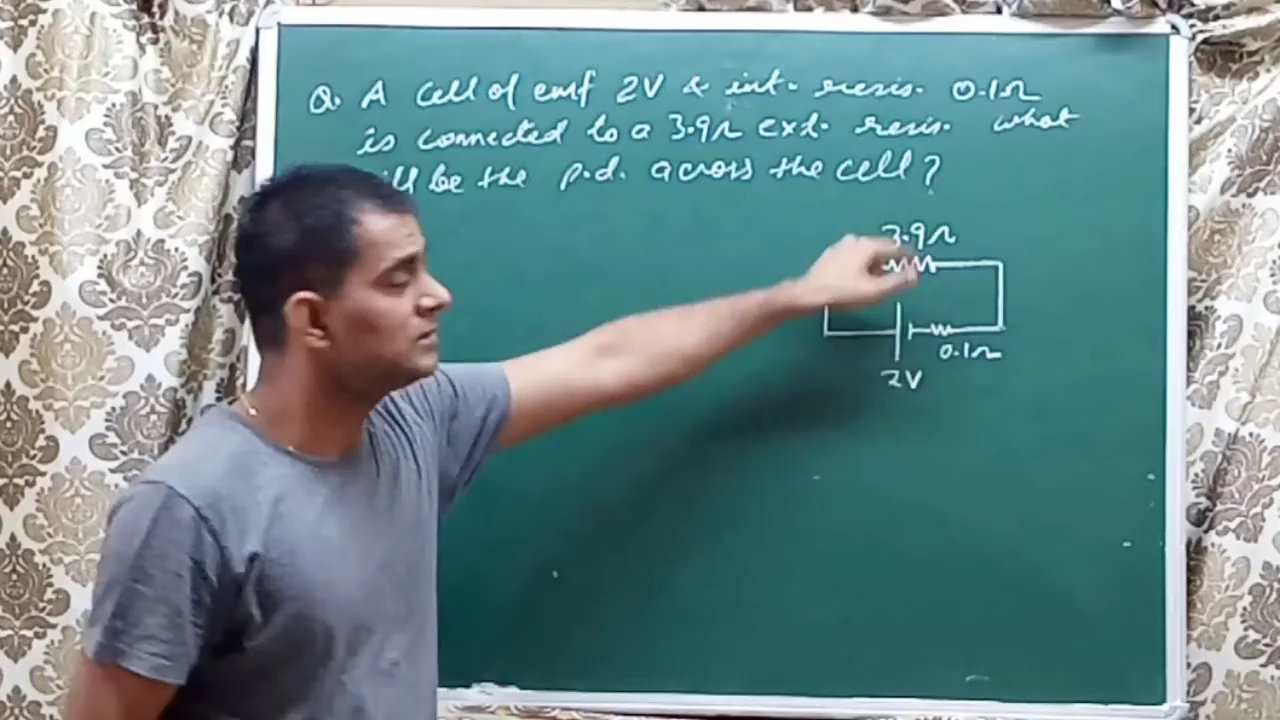 Q. A cell of emf 2V & int. resis. 0.1Ω
is connected to a 3.9Ω ext. resis. what
be the p.d. across the cell?
3.9Ω
0.1Ω
2V